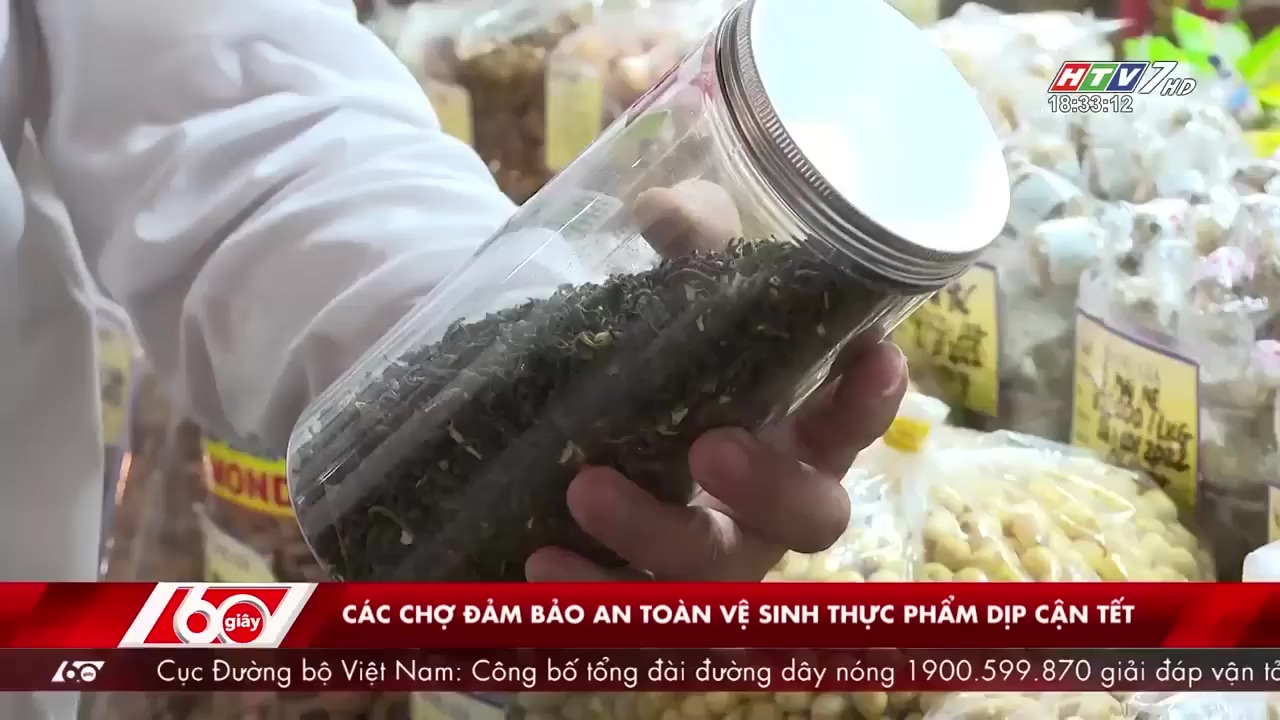 HTV7 HD
18:33:12
MOND
60 giây
CÁC CHỢ ĐẢM BẢO AN TOÀN VỆ SINH THỰC PHẨM DỊP CẬN TẾT
60 Cục Đường bộ Việt Nam: Công bố tổng đài đường dây nóng 1900.599.870 giải đáp vận tả